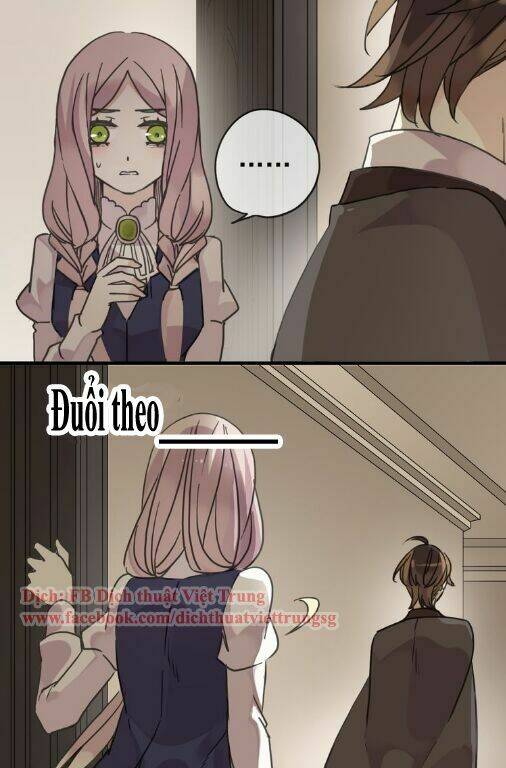 ......
Đuổi theo
Dịch: FB Dịch thuật Việt Trung
www.facebook.com/dichthuatviettrungsg